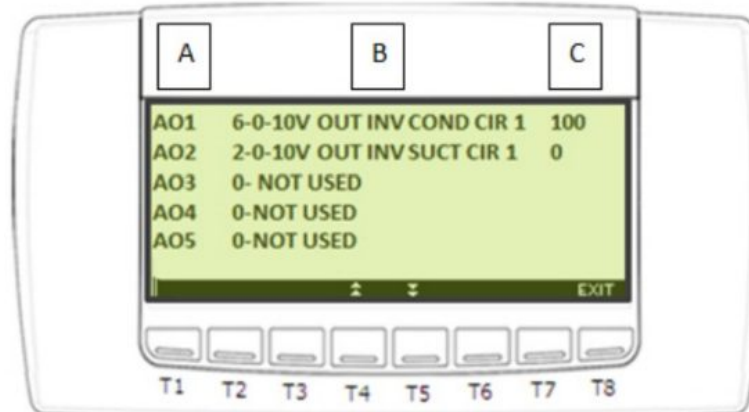 A B C
AO1 6-0-10V OUT INV COND CIR 1 100
AO2 2-0-10V OUT INV SUCT CIR 1 0
AO3 0- NOT USED
AO4 0-NOT USED
AO5 0-NOT USED
EXIT
T1 T2 T3 T4 T5 T6 T7 T8